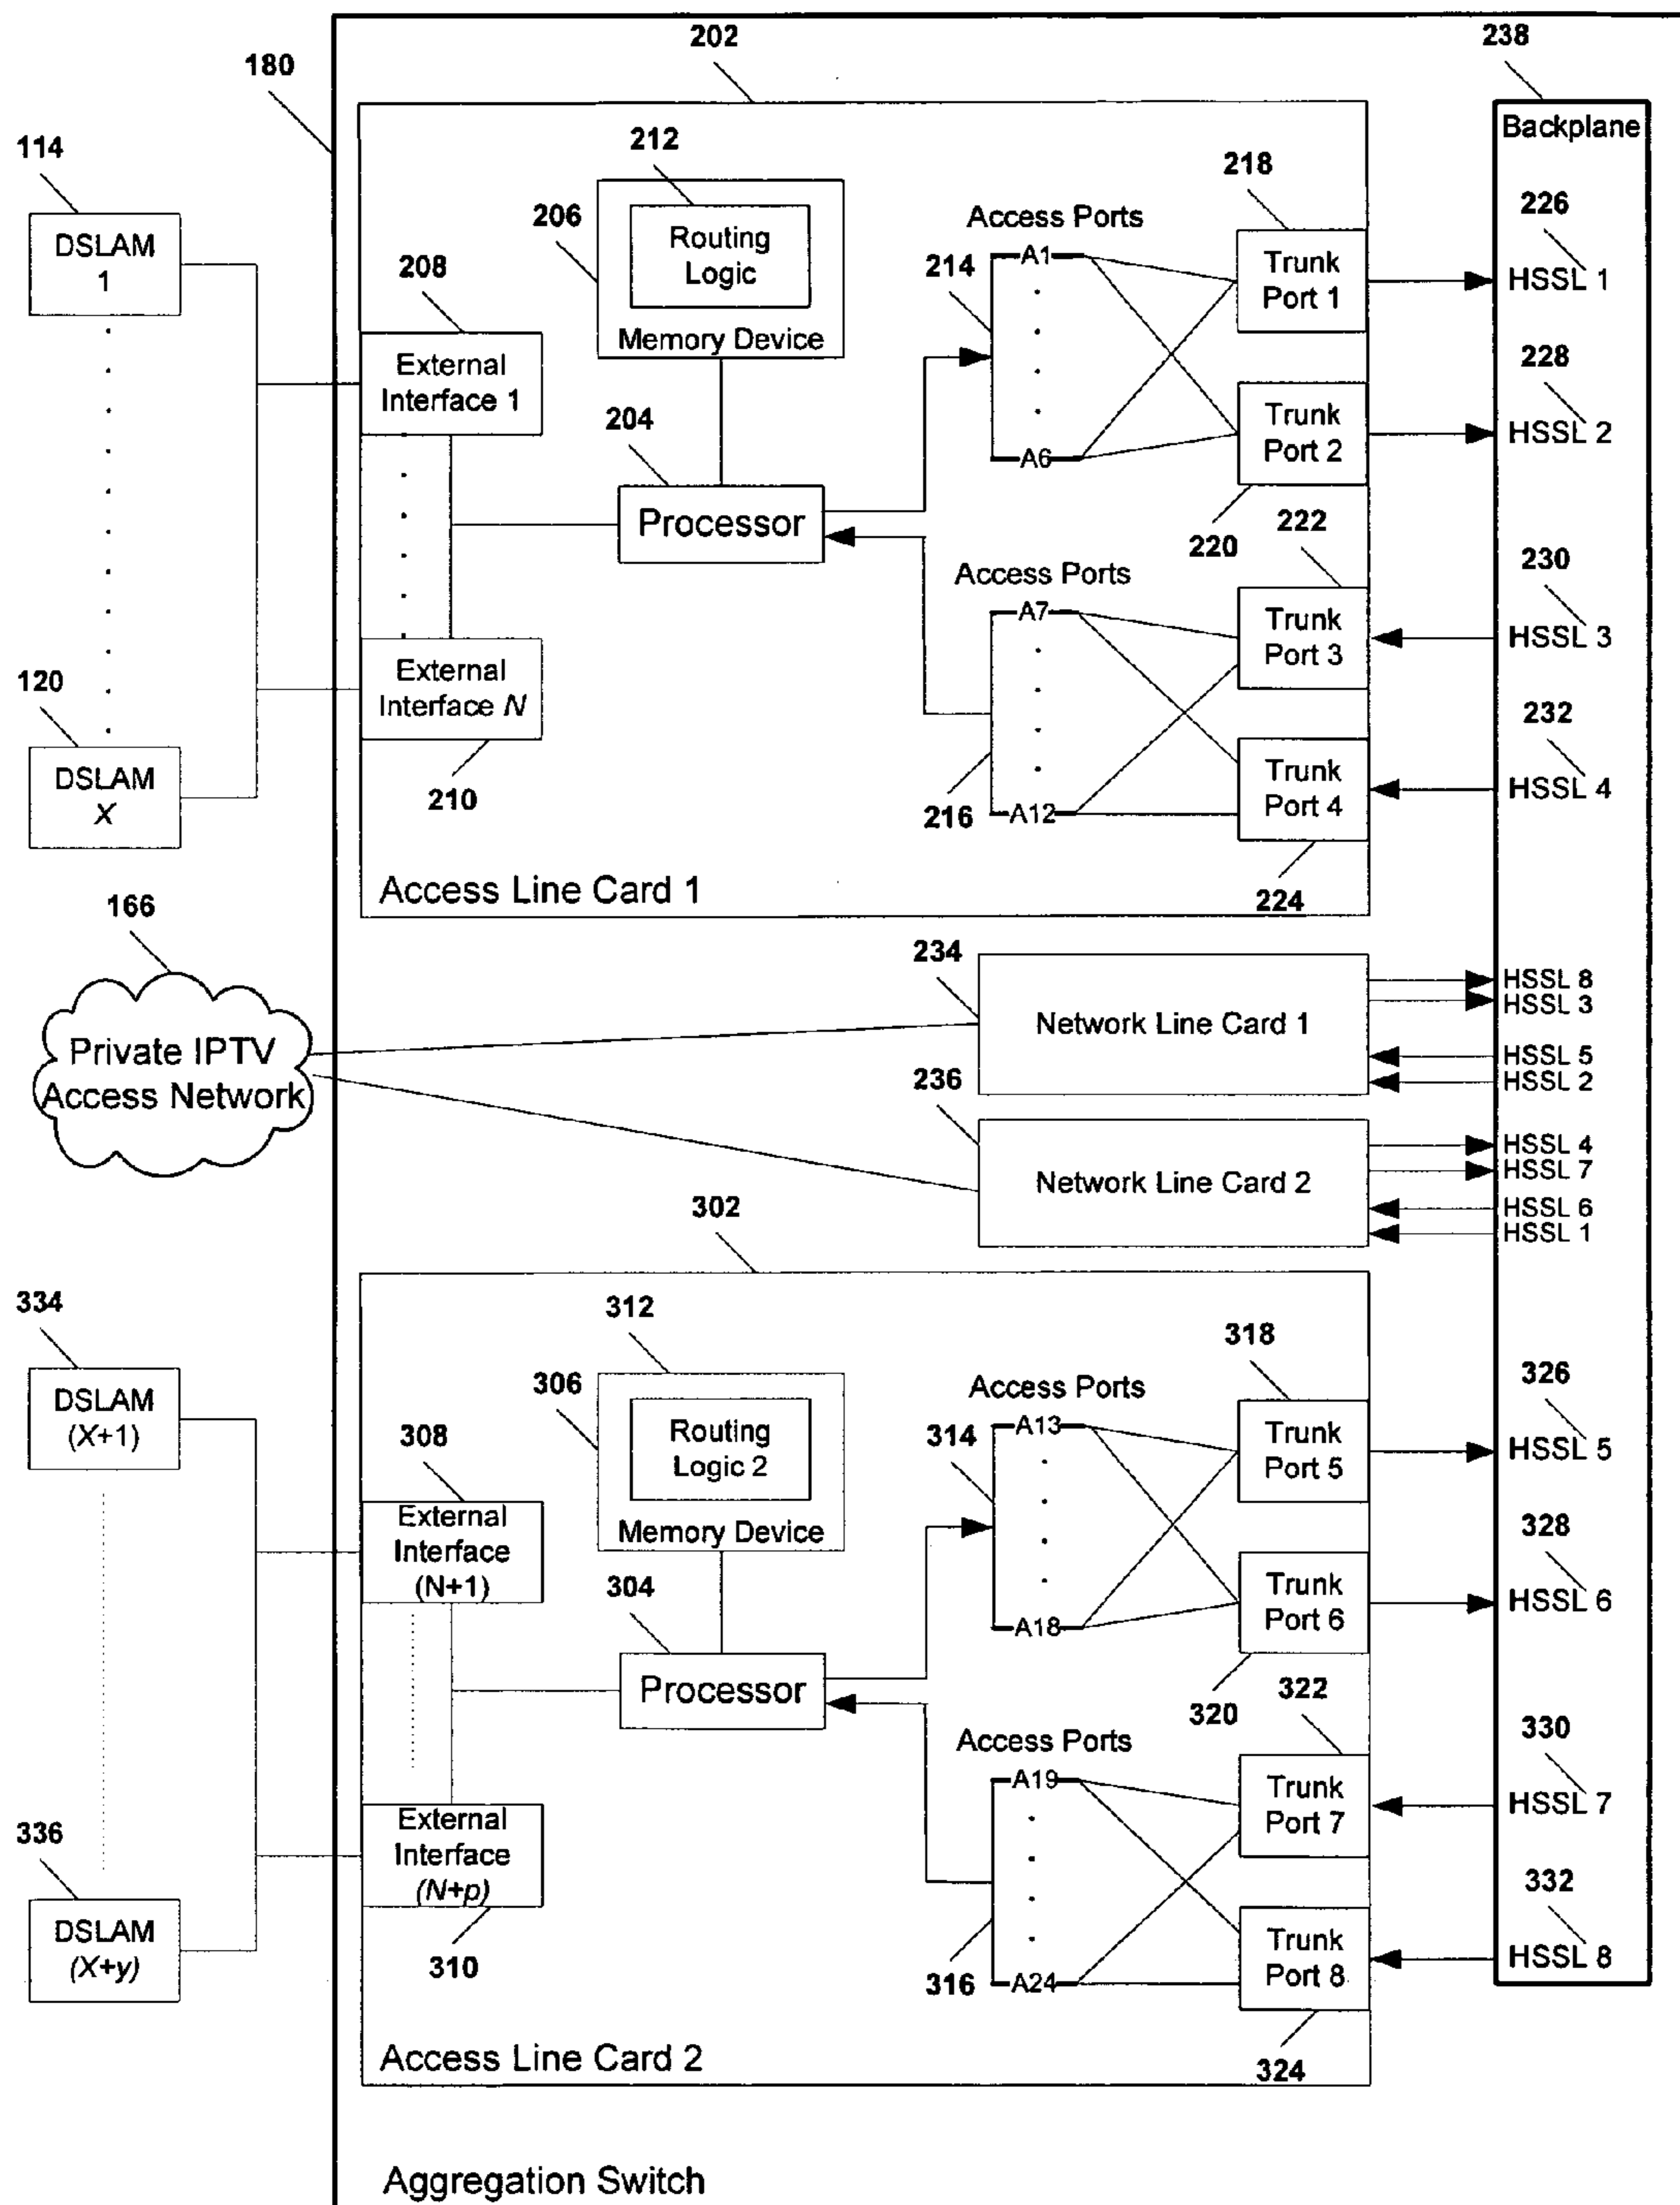 202
238
180
Backplane
114
212
218
DSLAM
1
206
Routing
Logic
Access Ports
226
208
214
A1
Trunk
Port 1
HSSL 1
Memory Device
External
Interface 1
228
204
Trunk
Port 2
HSSL 2
A6
Processor
222
220
230
Access Ports
A7
Trunk
Port 3
HSSL 3
120
External
Interface N
232
DSLAM
X
210
216
A12
Trunk
Port 4
HSSL 4
Access Line Card 1
224
166
234
HSSL 8
HSSL 3
Private IPTV
Access Network
Network Line Card 1
HSSL 5
HSSL 2
236
HSSL 4
HSSL 7
Network Line Card 2
HSSL 6
HSSL 1
302
334
312
318
306
Access Ports
326
DSLAM
(X+1)
308
Routing
Logic 2
314
A13
Trunk
Port 5
HSSL 5
External
Interface
(N+1)
Memory Device
328
304
Trunk
Port 6
HSSL 6
A18
Processor
322
320
330
Access Ports
336
A19
Trunk
Port 7
HSSL 7
External
Interface
(N+p)
332
DSLAM
(X+y)
310
316
A24
Trunk
Port 8
HSSL 8
Access Line Card 2
324
Aggregation Switch